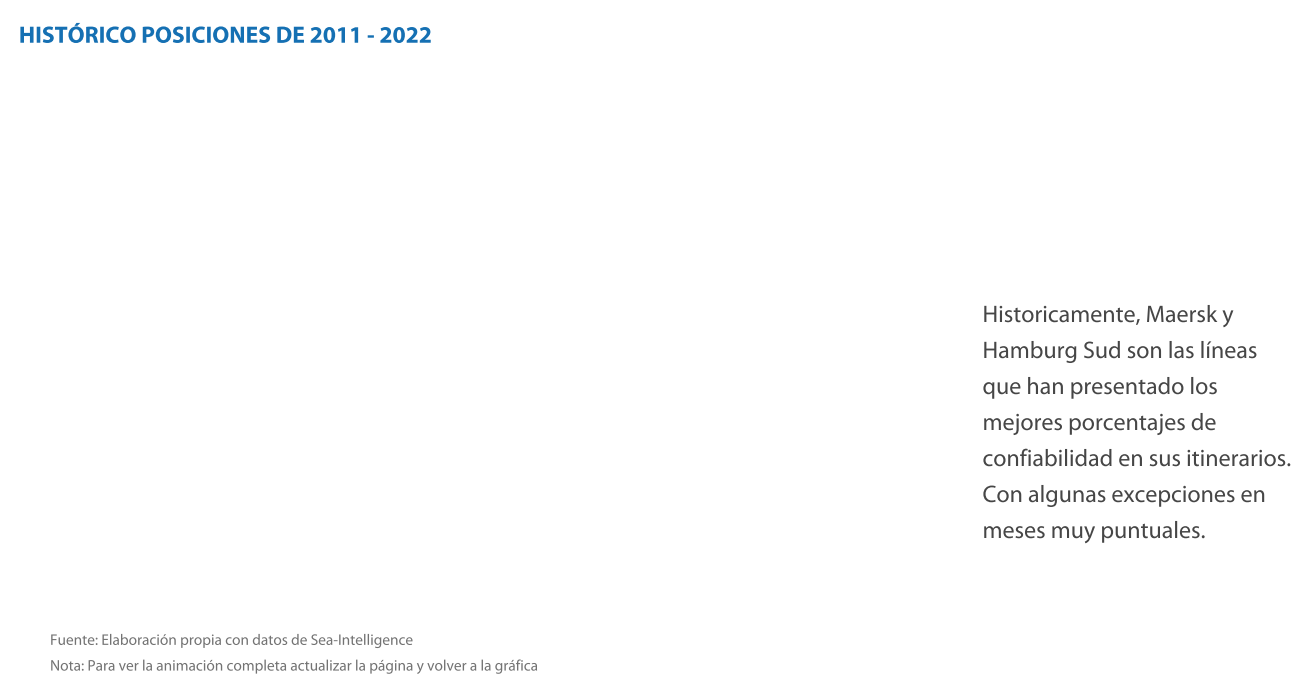 HISTÓRICO POSICIONES DE 2011 - 2022
Historicamente, Maersk y
Hamburg Sud son las líneas
que han presentado los
mejores porcentajes de
confiabilidad en sus itinerarios.
Con algunas excepciones en
meses muy puntuales.
Fuente: Elaboración propia con datos de Sea-Intelligence
Nota: Para ver la animación completa actualizar la página y volver a la gráfica